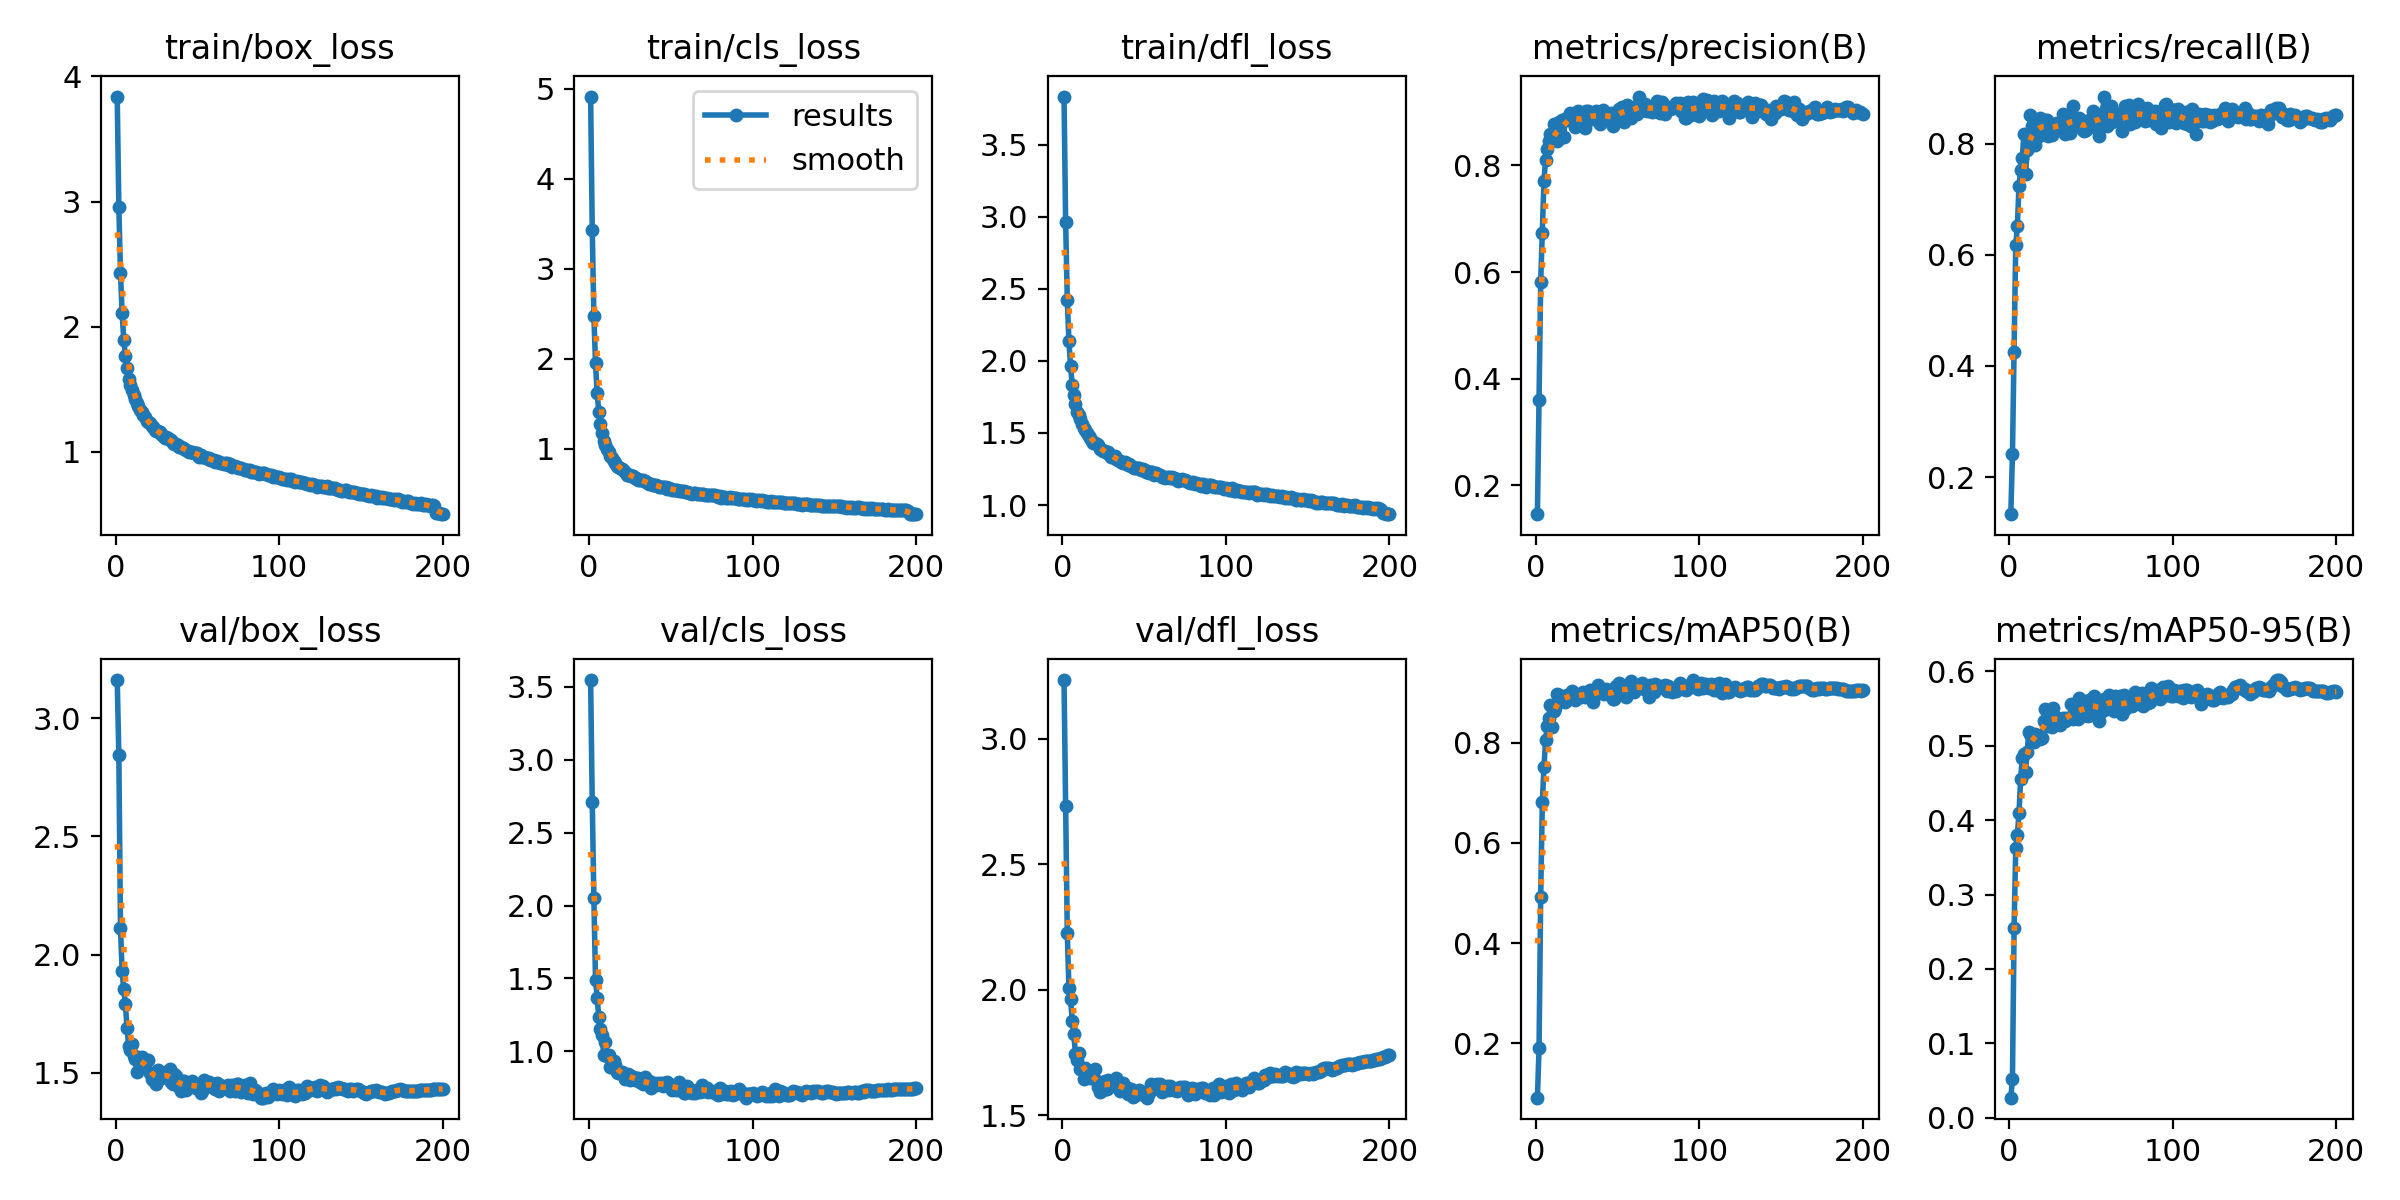 train/box_loss
4
3
2
1
0 100 200
train/cls_loss
results
smooth
5
4
3
2
1
0 100 200
train/dfl_loss
3.5
3.0
2.5
2.0
1.5
1.0
0 100 200
metrics/precision(B)
0.8
0.6
0.4
0.2
0 100 200
metrics/recall(B)
0.8
0.6
0.4
0.2
0 100 200
val/box_loss
3.0
2.5
2.0
1.5
0 100 200
val/cls_loss
3.5
3.0
2.5
2.0
1.5
1.0
0 100 200
val/dfl_loss
3.0
2.5
2.0
1.5
0 100 200
metrics/mAP50(B)
0.8
0.6
0.4
0.2
0 100 200
metrics/mAP50-95(B)
0.6
0.5
0.4
0.3
0.2
0.1
0.0
0 100 200